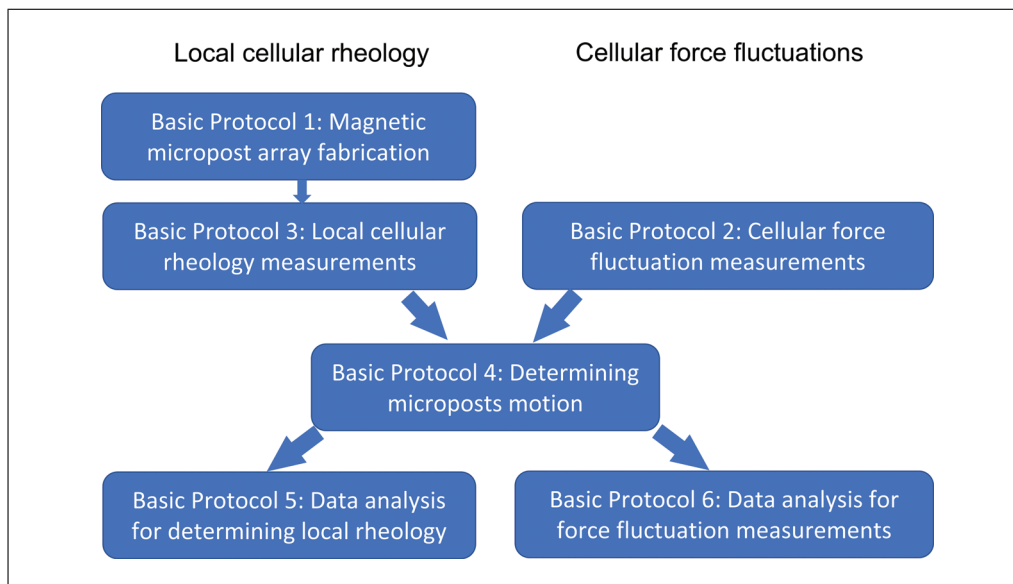 Local cellular rheology
Cellular force fluctuations
Basic Protocol 1: Magnetic
micropost array fabrication
Basic Protocol 3: Local cellular
rheology measurements
Basic Protocol 2: Cellular force
fluctuation measurements
Basic Protocol 4: Determining
microposts motion
Basic Protocol 5: Data analysis
for determining local rheology
Basic Protocol 6: Data analysis for
force fluctuation measurements